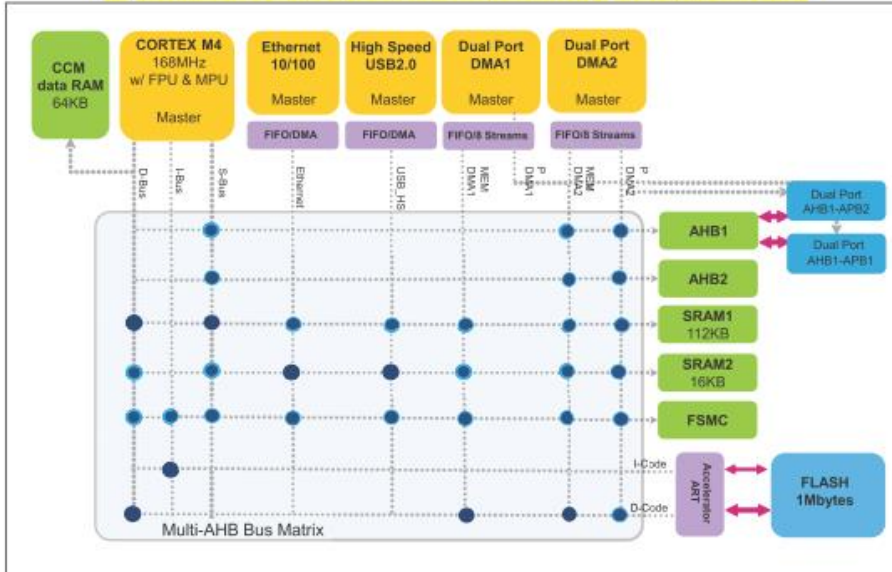 CCM
data RAM
64KB
CORTEX M4
168MHz
w/ FPU & MPU
Master
Ethernet
10/100
Master
High Speed
USB2.0
Master
Dual Port
DMA1
Master
Dual Port
DMA2
Master
FIFO/DMA
FIFO/DMA
FIFO/8 Streams
FIFO/8 Streams
D-Bus
I-Bus
S-Bus
Ethernet
USB_HS
MEM
DMA1
P
DMA1
MEM
DMA2
P
DMA2
Dual Port
AHB1-APB2
Dual Port
AHB1-APB1
AHB1
AHB2
SRAM1
112KB
SRAM2
16KB
FSMC
I-Code
D-Code
Accelerator
ART
FLASH
1Mbytes
Multi-AHB Bus Matrix